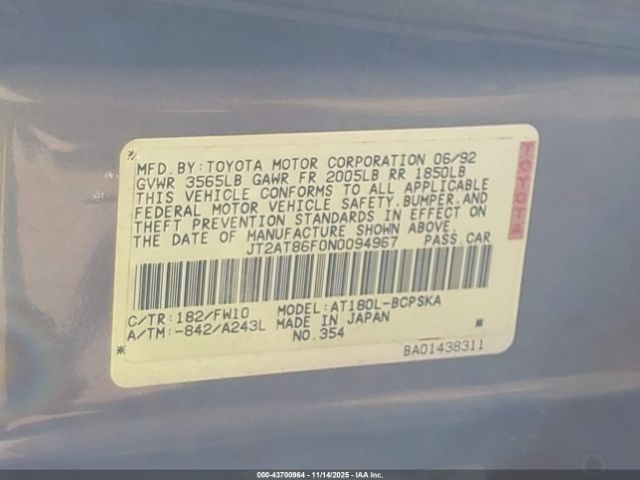 MFD.BY:TOYOTA MOTOR CORPORATION 06/92
GVWR 3565LB GAWR FR 2005LB RR 1850LB
THIS VEHICLE CONFORMS TO ALL APPLICABLE
FEDERAL MOTOR VEHICLE SAFETY,BUMPER,AND
THEFT PREVENTION STANDARDS IN EFFECT ON
THE DATE OF MANUFACTURE SHOWN ABOVE.
JT2AT86F0N0094967 PASS.CAR
TOYOTA
C/TR:182/FW10 MODEL:AT180L-BCPSKA
A/TM:-842/A243L MADE IN JAPAN
NO.354
* BA01438311 *
000-43700964 - 11/14/2025 - IAA Inc.